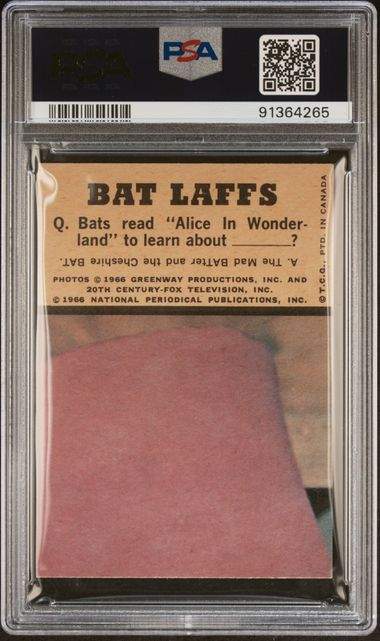 PSA
PSA
91364265
BAT LAFFS
Q. Bats read "Alice In Wonder-
land" to learn about ______?
A. The Mad BATter and the Cheshire BAT.
PHOTOS © 1966 GREENWAY PRODUCTIONS, INC. AND
20TH CENTURY-FOX TELEVISION, INC.
© 1966 NATIONAL PERIODICAL PUBLICATIONS, INC.
© T.C.G., PTD. IN CANADA